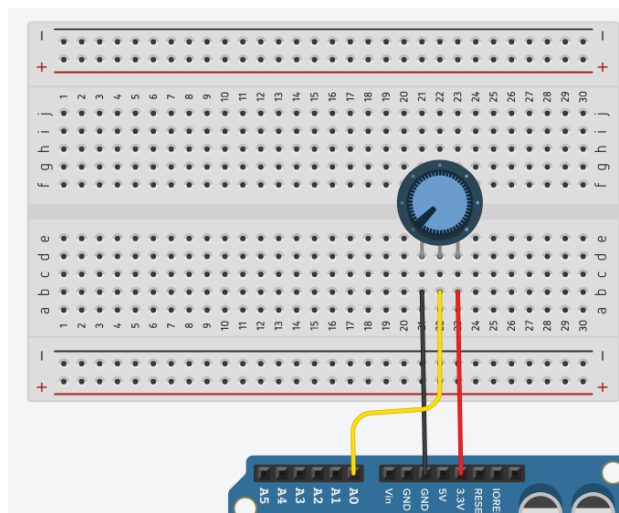 − −
+ +
1 2 3 4 5 6 7 8 9 10 11 12 13 14 15 16 17 18 19 20 21 22 23 24 25 26 27 28 29 30
j j
i i
h h
g g
f f
e e
d d
c c
b b
a a
1 2 3 4 5 6 7 8 9 10 11 12 13 14 15 16 17 18 19 20 21 22 23 24 25 26 27 28 29 30
− −
+ +
A5 A4 A3 A2 A1 A0 Vin GND GND 5V 3.3V RESE IORE